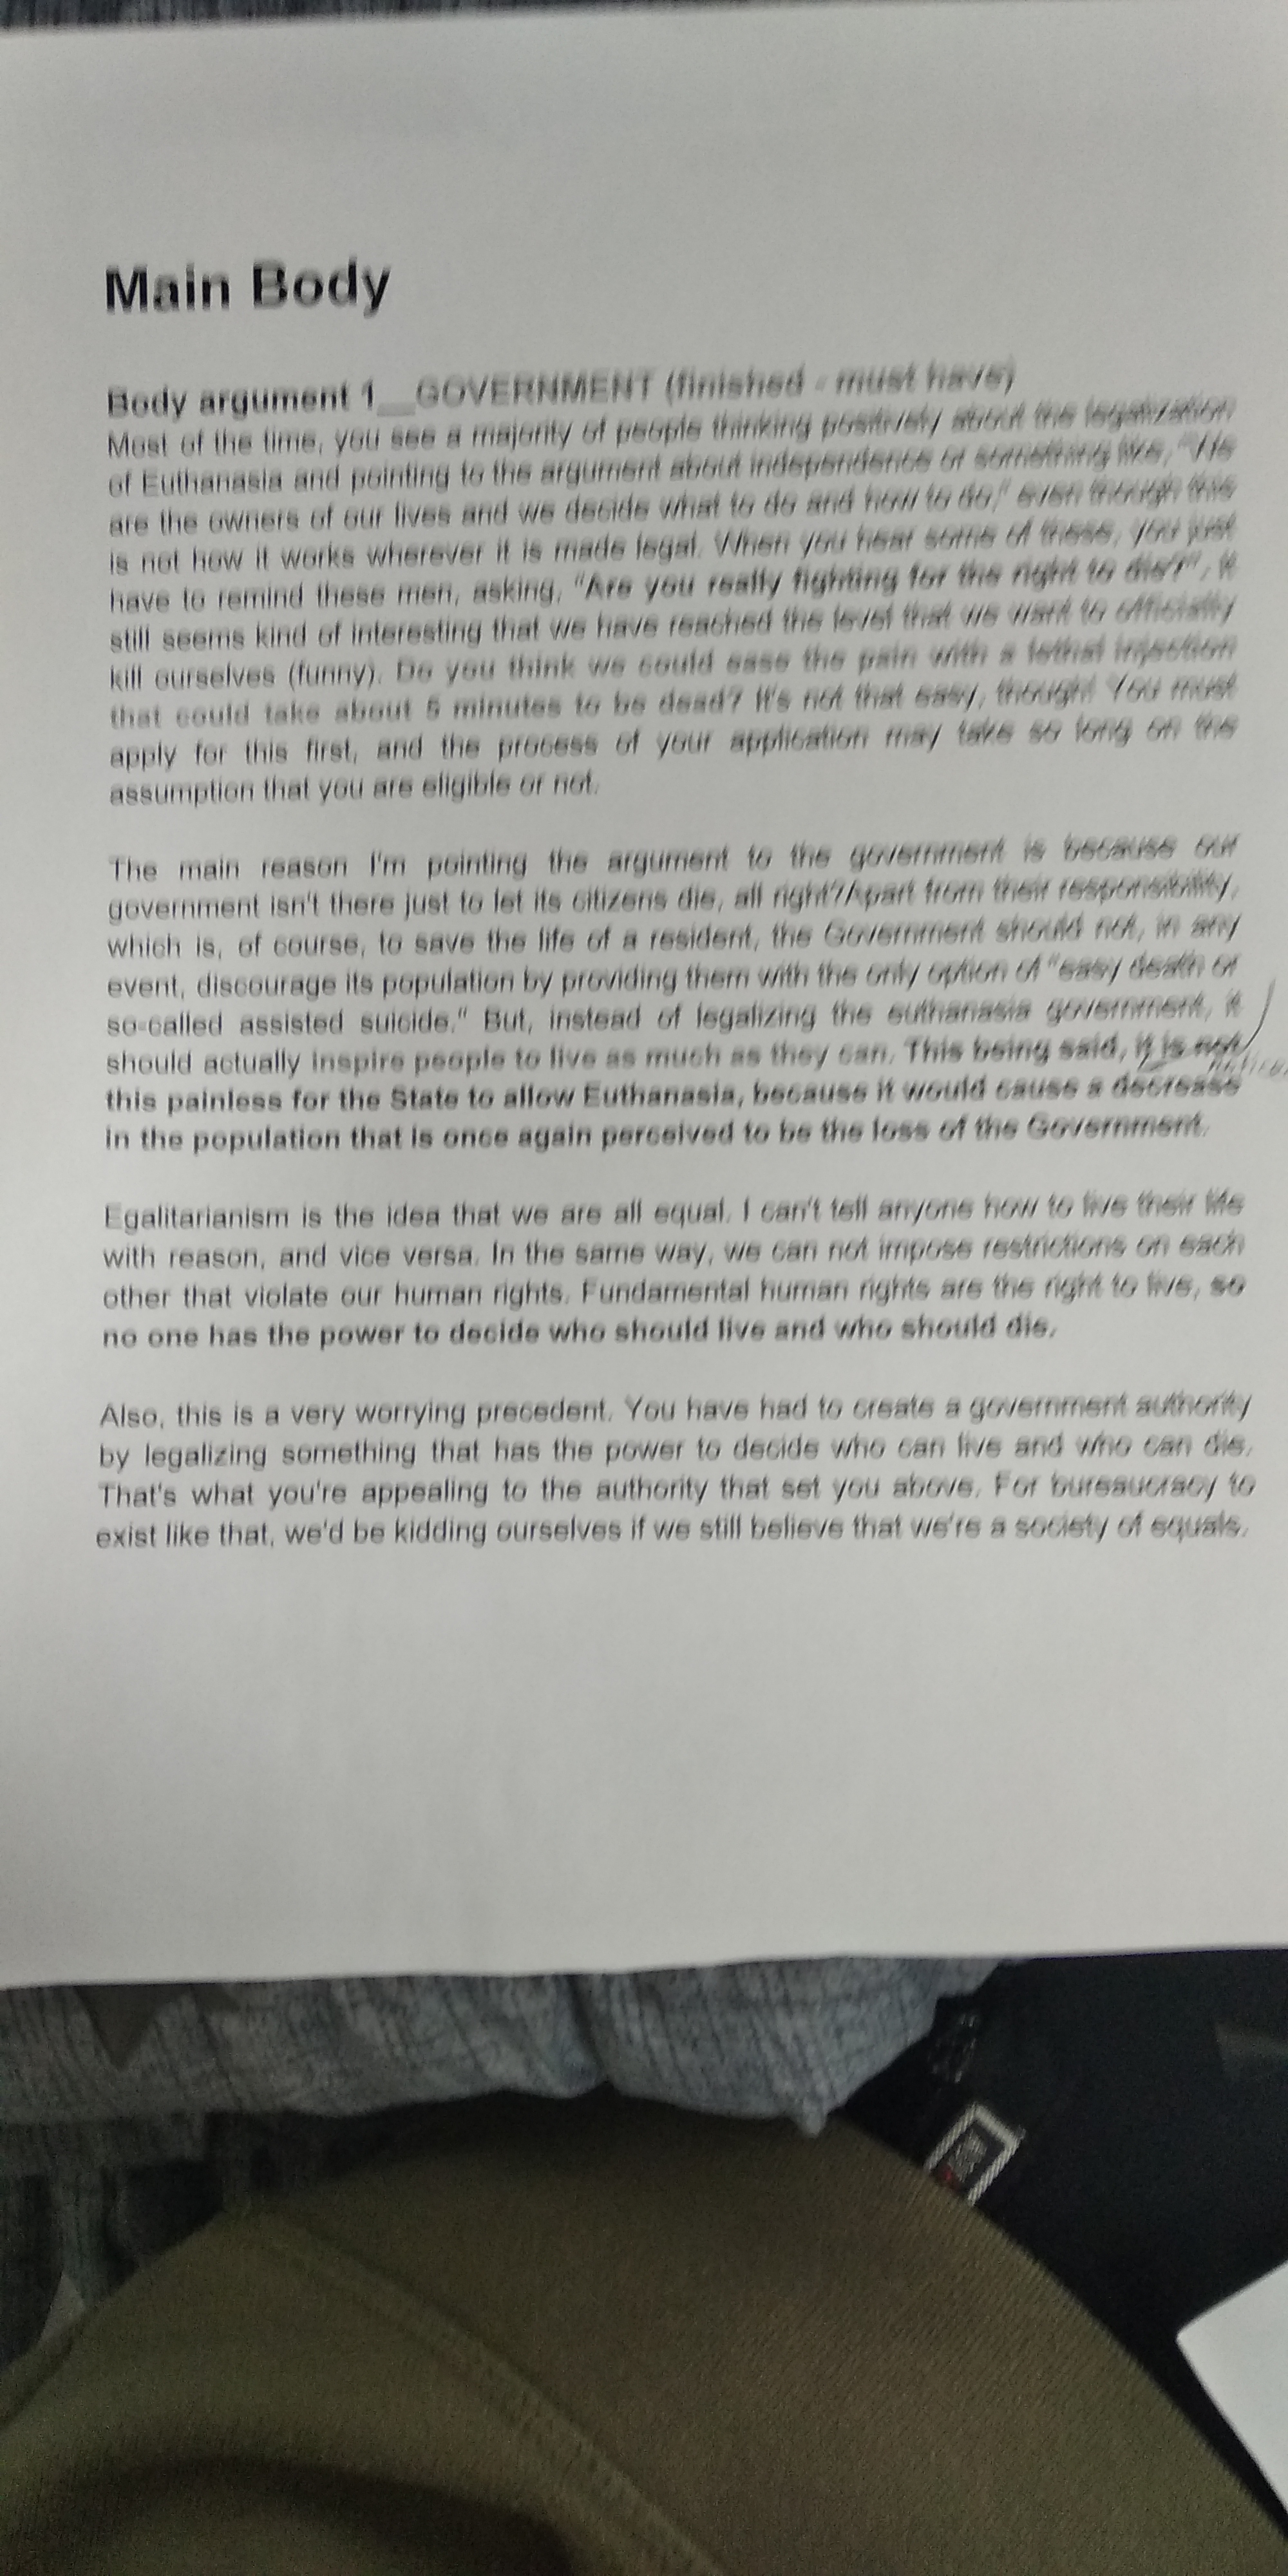 Main Body
Body argument 1__GOVERNMENT (finished - must have)
Most of the time, you see a majority of people thinking positively about the legalization
of Euthanasia and pointing to the argument about independence or something like, "We
are the owners of our lives and we decide what to do and how to do," even though this
is not how it works wherever it is made legal. When you hear some of these, you just
have to remind these men, asking, "Are you really fighting for the right to die?", it
still seems kind of interesting that we have reached the level that we want to officially
kill ourselves (funny). Do you think we could ease the pain with a lethal injection
that could take about 5 minutes to be dead? It's not that easy, though! You must
apply for this first, and the process of your application may take so long on the
assumption that you are eligible or not.
The main reason I'm pointing the argument to the government is because our
government isn't there just to let its citizens die, all right?Apart from their responsibility,
which is, of course, to save the life of a resident, the Government should not, in any
event, discourage its population by providing them with the only option of "easy death or
so-called assisted suicide." But, instead of legalizing the euthanasia government, it
should actually inspire people to live as much as they can. This being said, it is not
this painless for the State to allow Euthanasia, because it would cause a decrease
in the population that is once again perceived to be the loss of the Government.
Egalitarianism is the idea that we are all equal. I can't tell anyone how to live their life
with reason, and vice versa. In the same way, we can not impose restrictions on each
other that violate our human rights. Fundamental human rights are the right to live, so
no one has the power to decide who should live and who should die.
Also, this is a very worrying precedent. You have had to create a government authority
by legalizing something that has the power to decide who can live and who can die.
That's what you're appealing to the authority that set you above. For bureaucracy to
exist like that, we'd be kidding ourselves if we still believe that we're a society of equals.